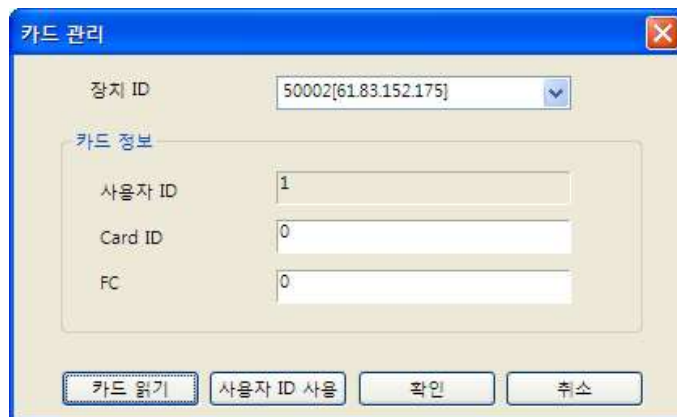 카드 관리
장치 ID 50002[61.83.152.175]
카드 정보
사용자 ID 1
Card ID 0
FC 0
카드 읽기 사용자 ID 사용 확인 취소